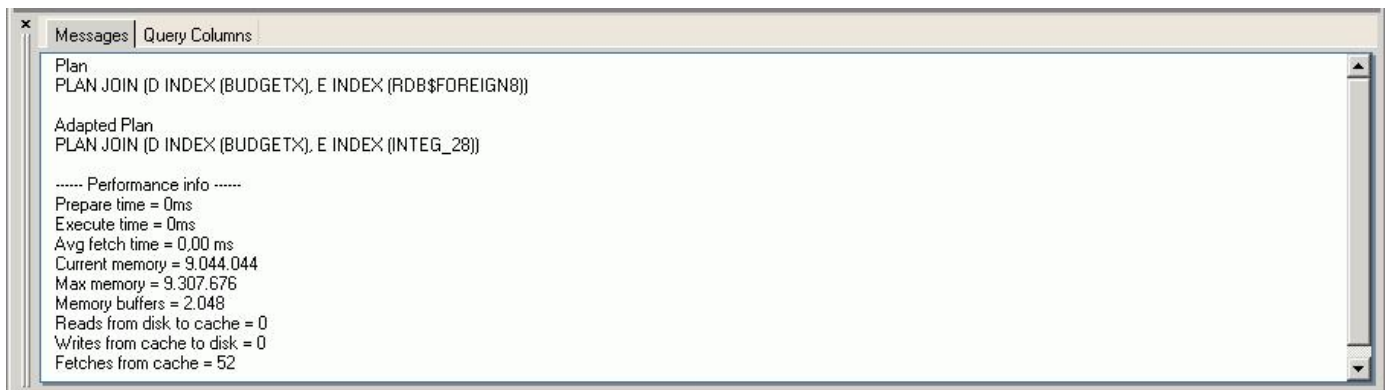 Messages Query Columns
Plan
PLAN JOIN (D INDEX (BUDGETX), E INDEX (RDB$FOREIGN8))
Adapted Plan
PLAN JOIN (D INDEX (BUDGETX), E INDEX (INTEG_28))
------ Performance info ------
Prepare time = 0ms
Execute time = 0ms
Avg fetch time = 0,00 ms
Current memory = 9.044.044
Max memory = 9.307.676
Memory buffers = 2.048
Reads from disk to cache = 0
Writes from cache to disk = 0
Fetches from cache = 52